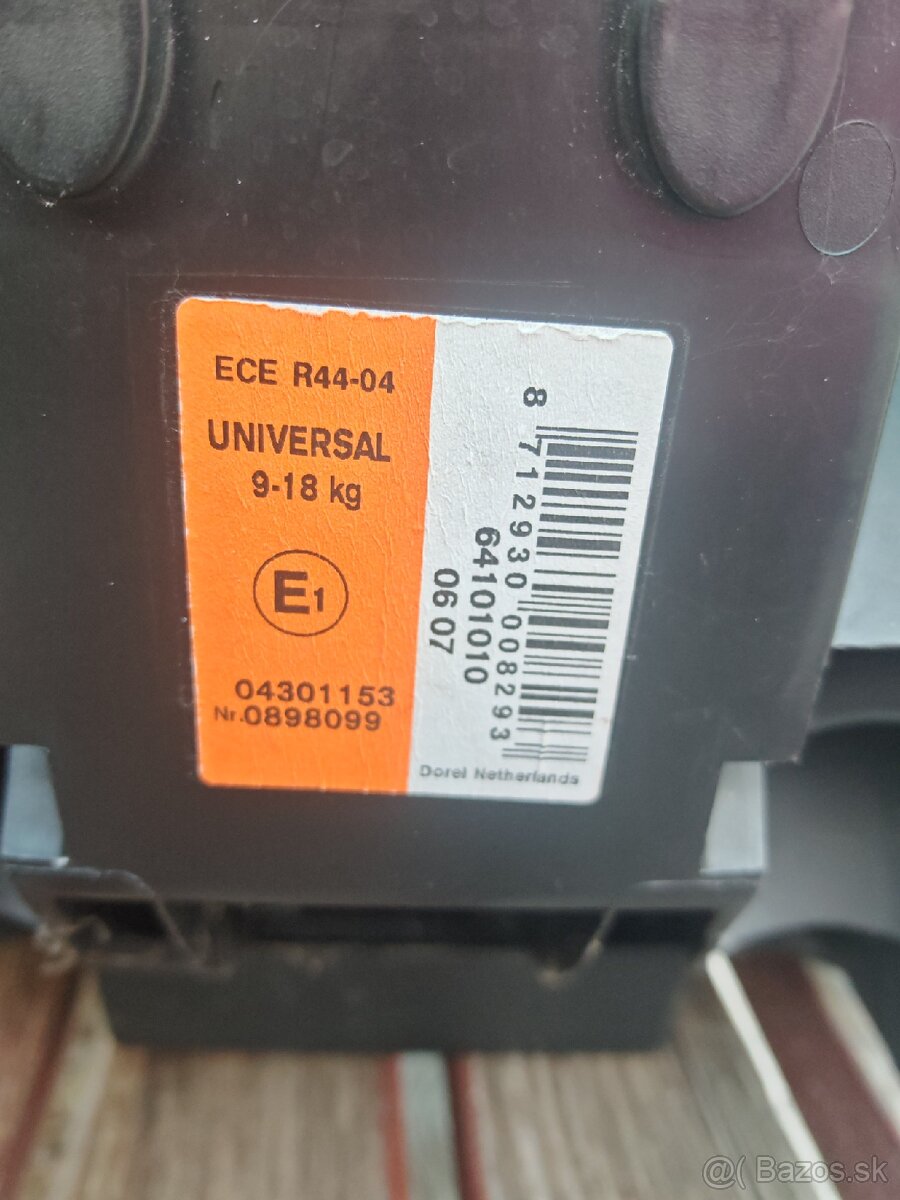 ECE R44-04
UNIVERSAL
9-18 kg
E1
04301153
Nr.0898099
8 712930 008293
64101010
06 07
Dorel Netherlands
@( Bazos.sk